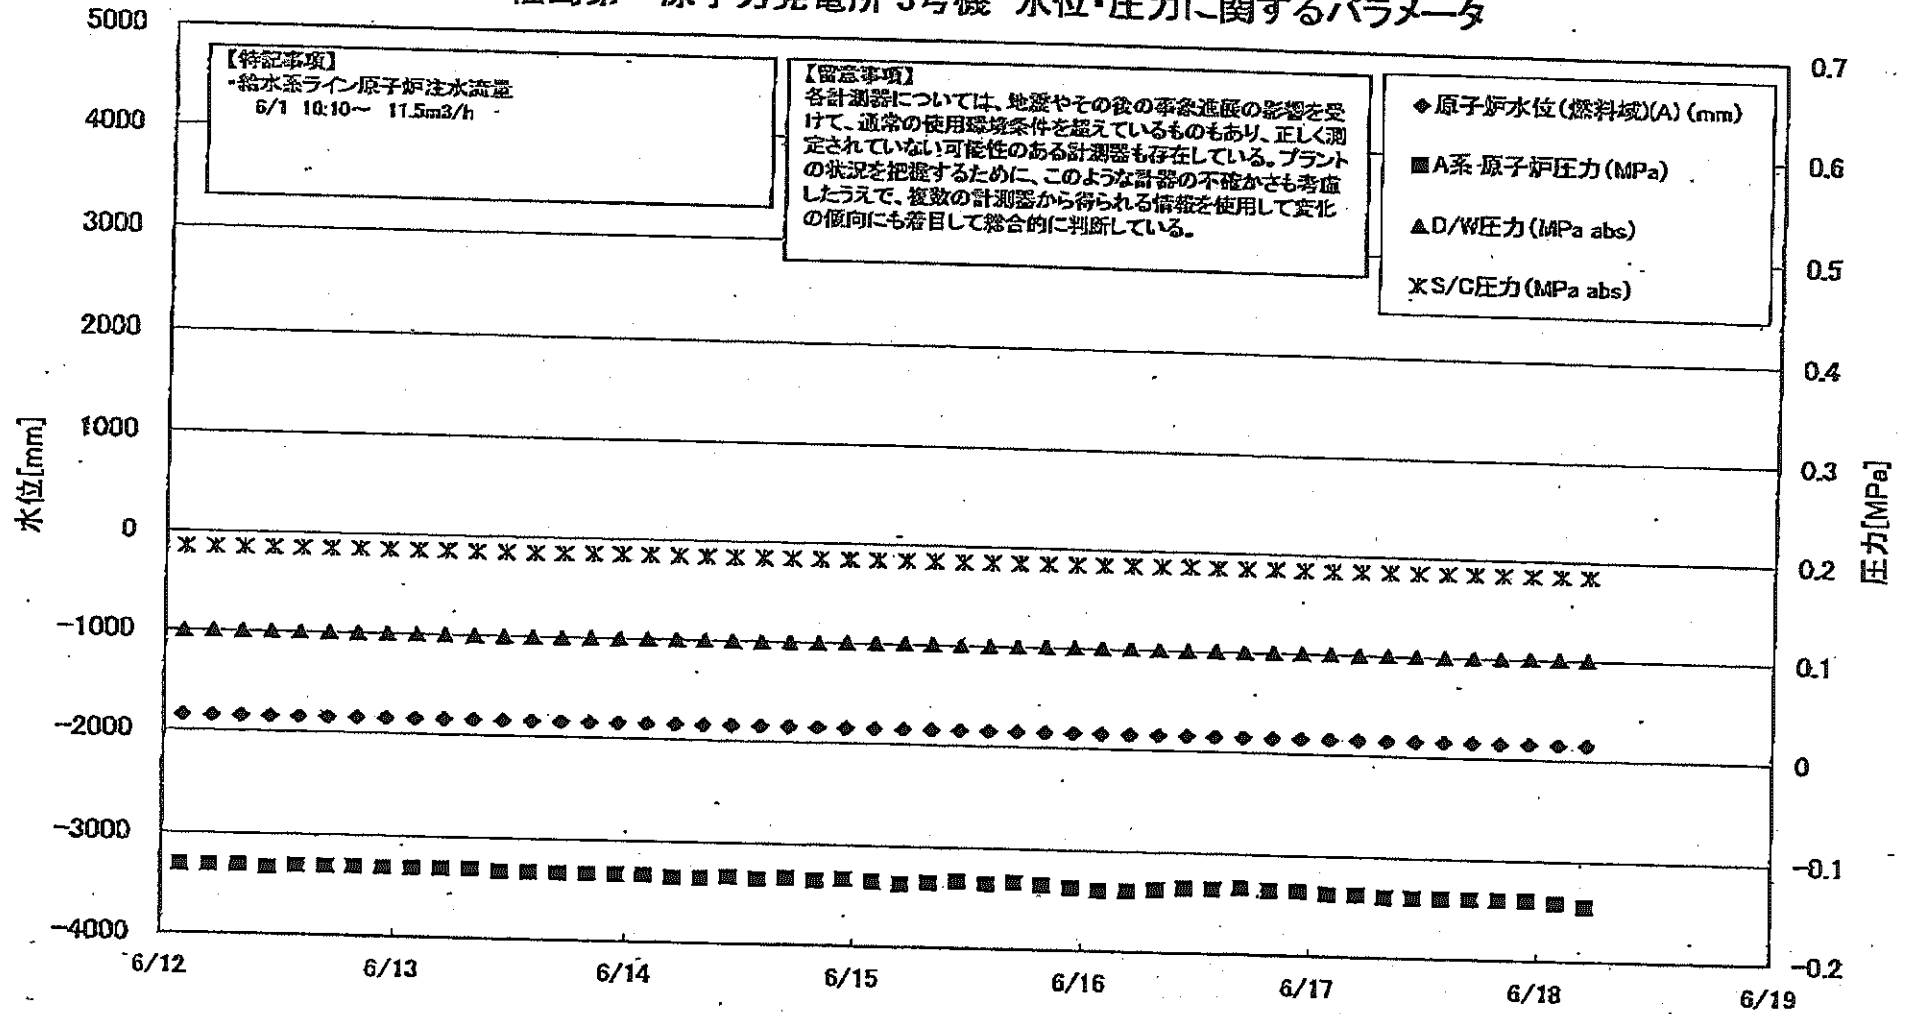 原子力発電所 3号機 水位・圧力に関するパラメータ
【特記事項】
・給水系ライン原子炉注水流量
6/1 10:10～ 11.5m3/h
【留意事項】
各計測器については、地震やその後の事象進展の影響を受
けて、通常の使用環境条件を超えているものもあり、正しく測
定されていない可能性のある計測器も存在している。プラント
の状況を把握するために、このような計器の不確かさも考慮
したうえで、複数の計測器から得られる情報を使用して変化
の傾向にも着目して総合的に判断している。
◆原子炉水位(燃料域)(A)(mm)
■A系 原子炉圧力(MPa)
▲D/W圧力(MPa abs)
S/C圧力(MPa abs)
水位[mm]
5000
4000
3000
2000
1000
0
-1000
-2000
-3000
-4000
圧力[MPa]
0.7
0.6
0.5
0.4
0.3
0.2
0.1
0
-0.1
-0.2
6/12
6/13
6/14
6/15
6/16
6/17
6/18
6/19